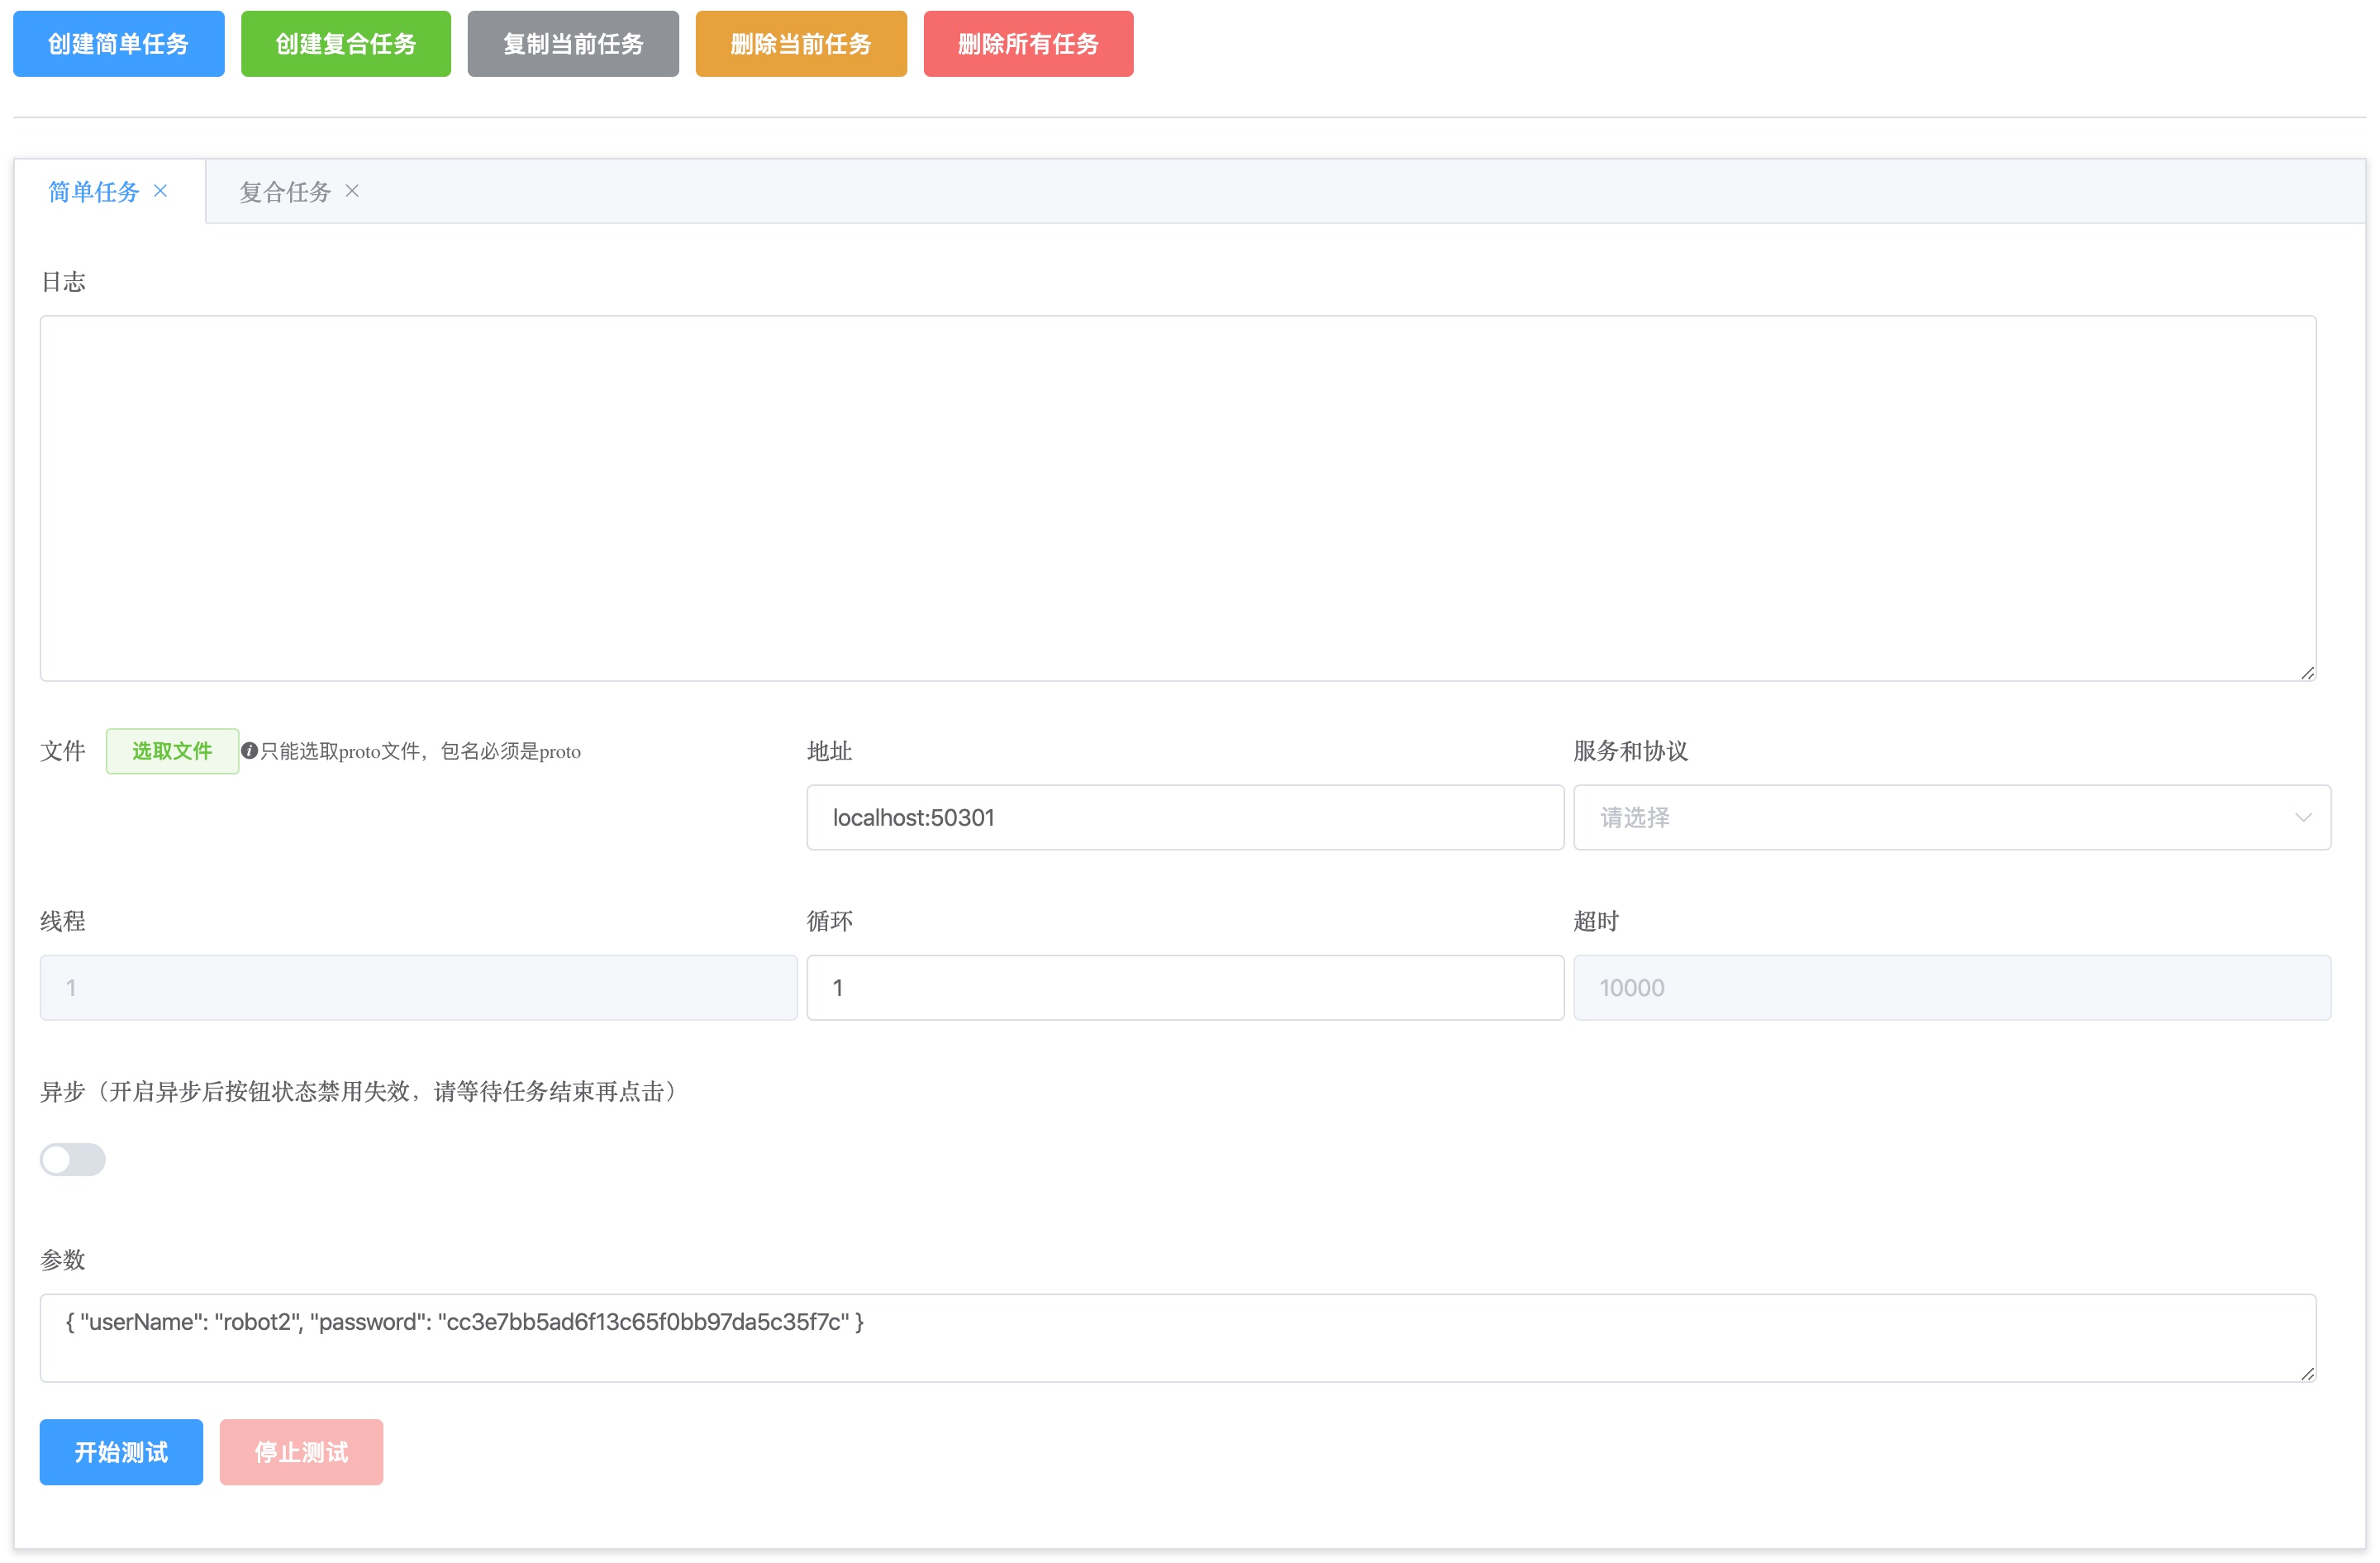 创建简单任务 创建复合任务 复制当前任务 删除当前任务 删除所有任务
简单任务 复合任务
日志
文件 选取文件 只能选取proto文件，包名必须是proto 地址 服务和协议
localhost:50301 请选择
线程 循环 超时
1 1 10000
异步（开启异步后按钮状态禁用失效，请等待任务结束再点击）
参数
{ "userName": "robot2", "password": "cc3e7bb5ad6f13c65f0bb97da5c35f7c" }
开始测试 停止测试